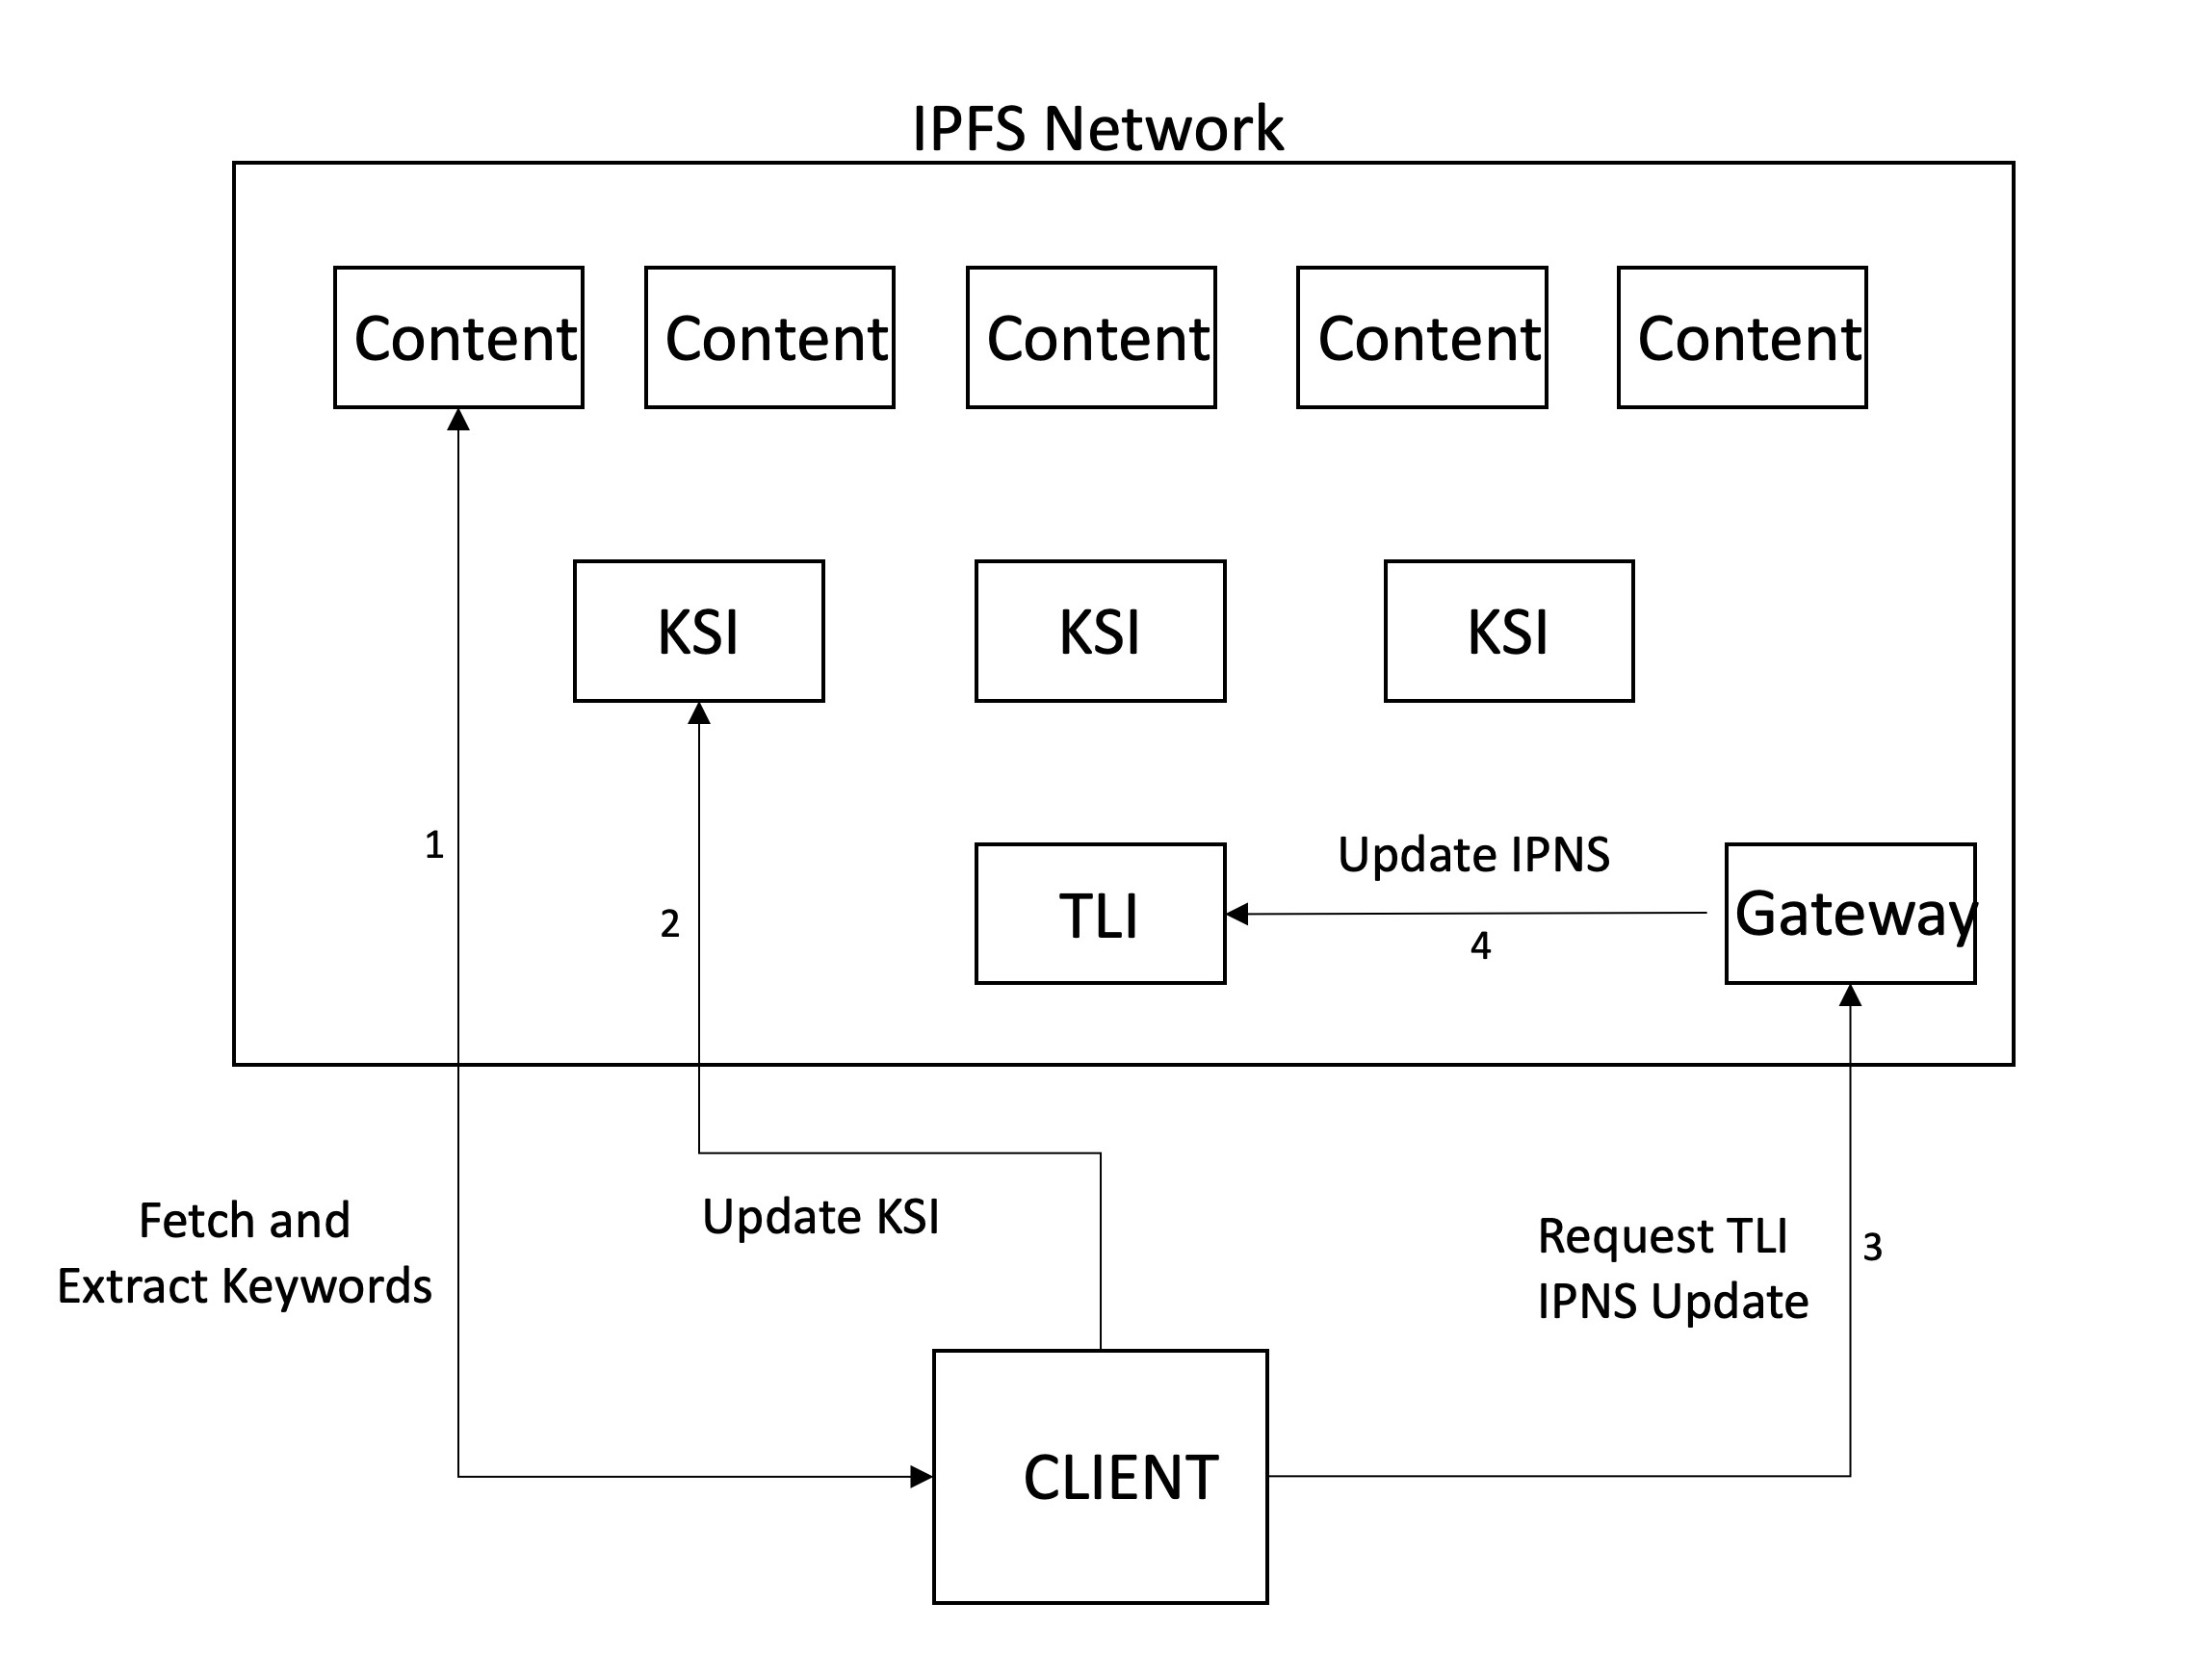 IPFS Network
Content
Content
Content
Content
Content
KSI
KSI
KSI
1
2
TLI
Update IPNS
4
Gateway
Fetch and
Extract Keywords
Update KSI
Request TLI
IPNS Update
3
CLIENT